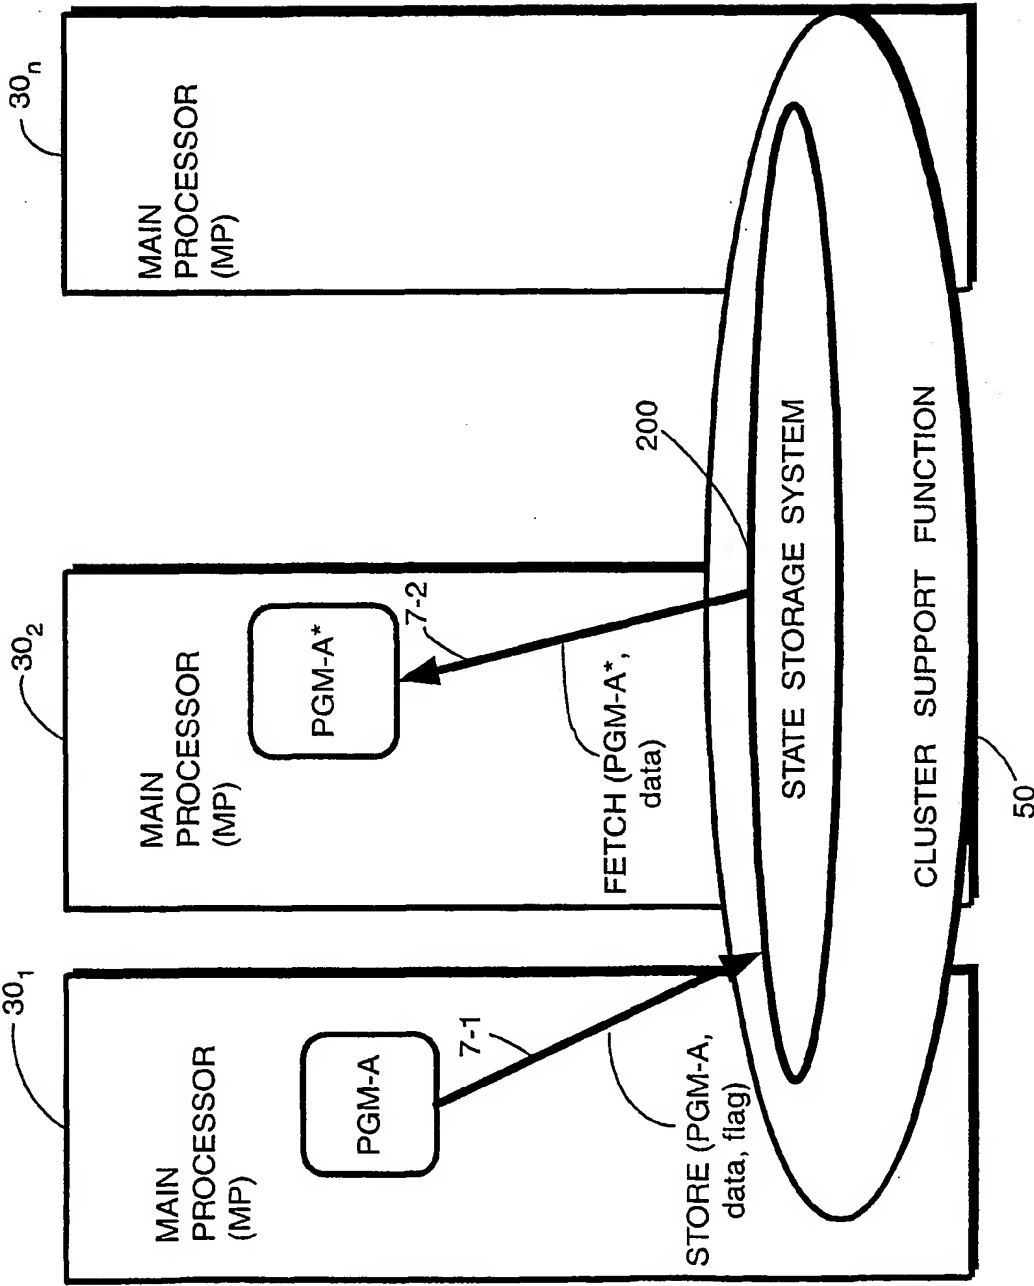 30₁
30₂
30ₙ
MAIN
PROCESSOR
(MP)
MAIN
PROCESSOR
(MP)
MAIN
PROCESSOR
(MP)
PGM-A
PGM-A*
7-1
7-2
STORE (PGM-A,
data, flag)
FETCH (PGM-A*,
data)
200
STATE STORAGE SYSTEM
CLUSTER SUPPORT FUNCTION
50